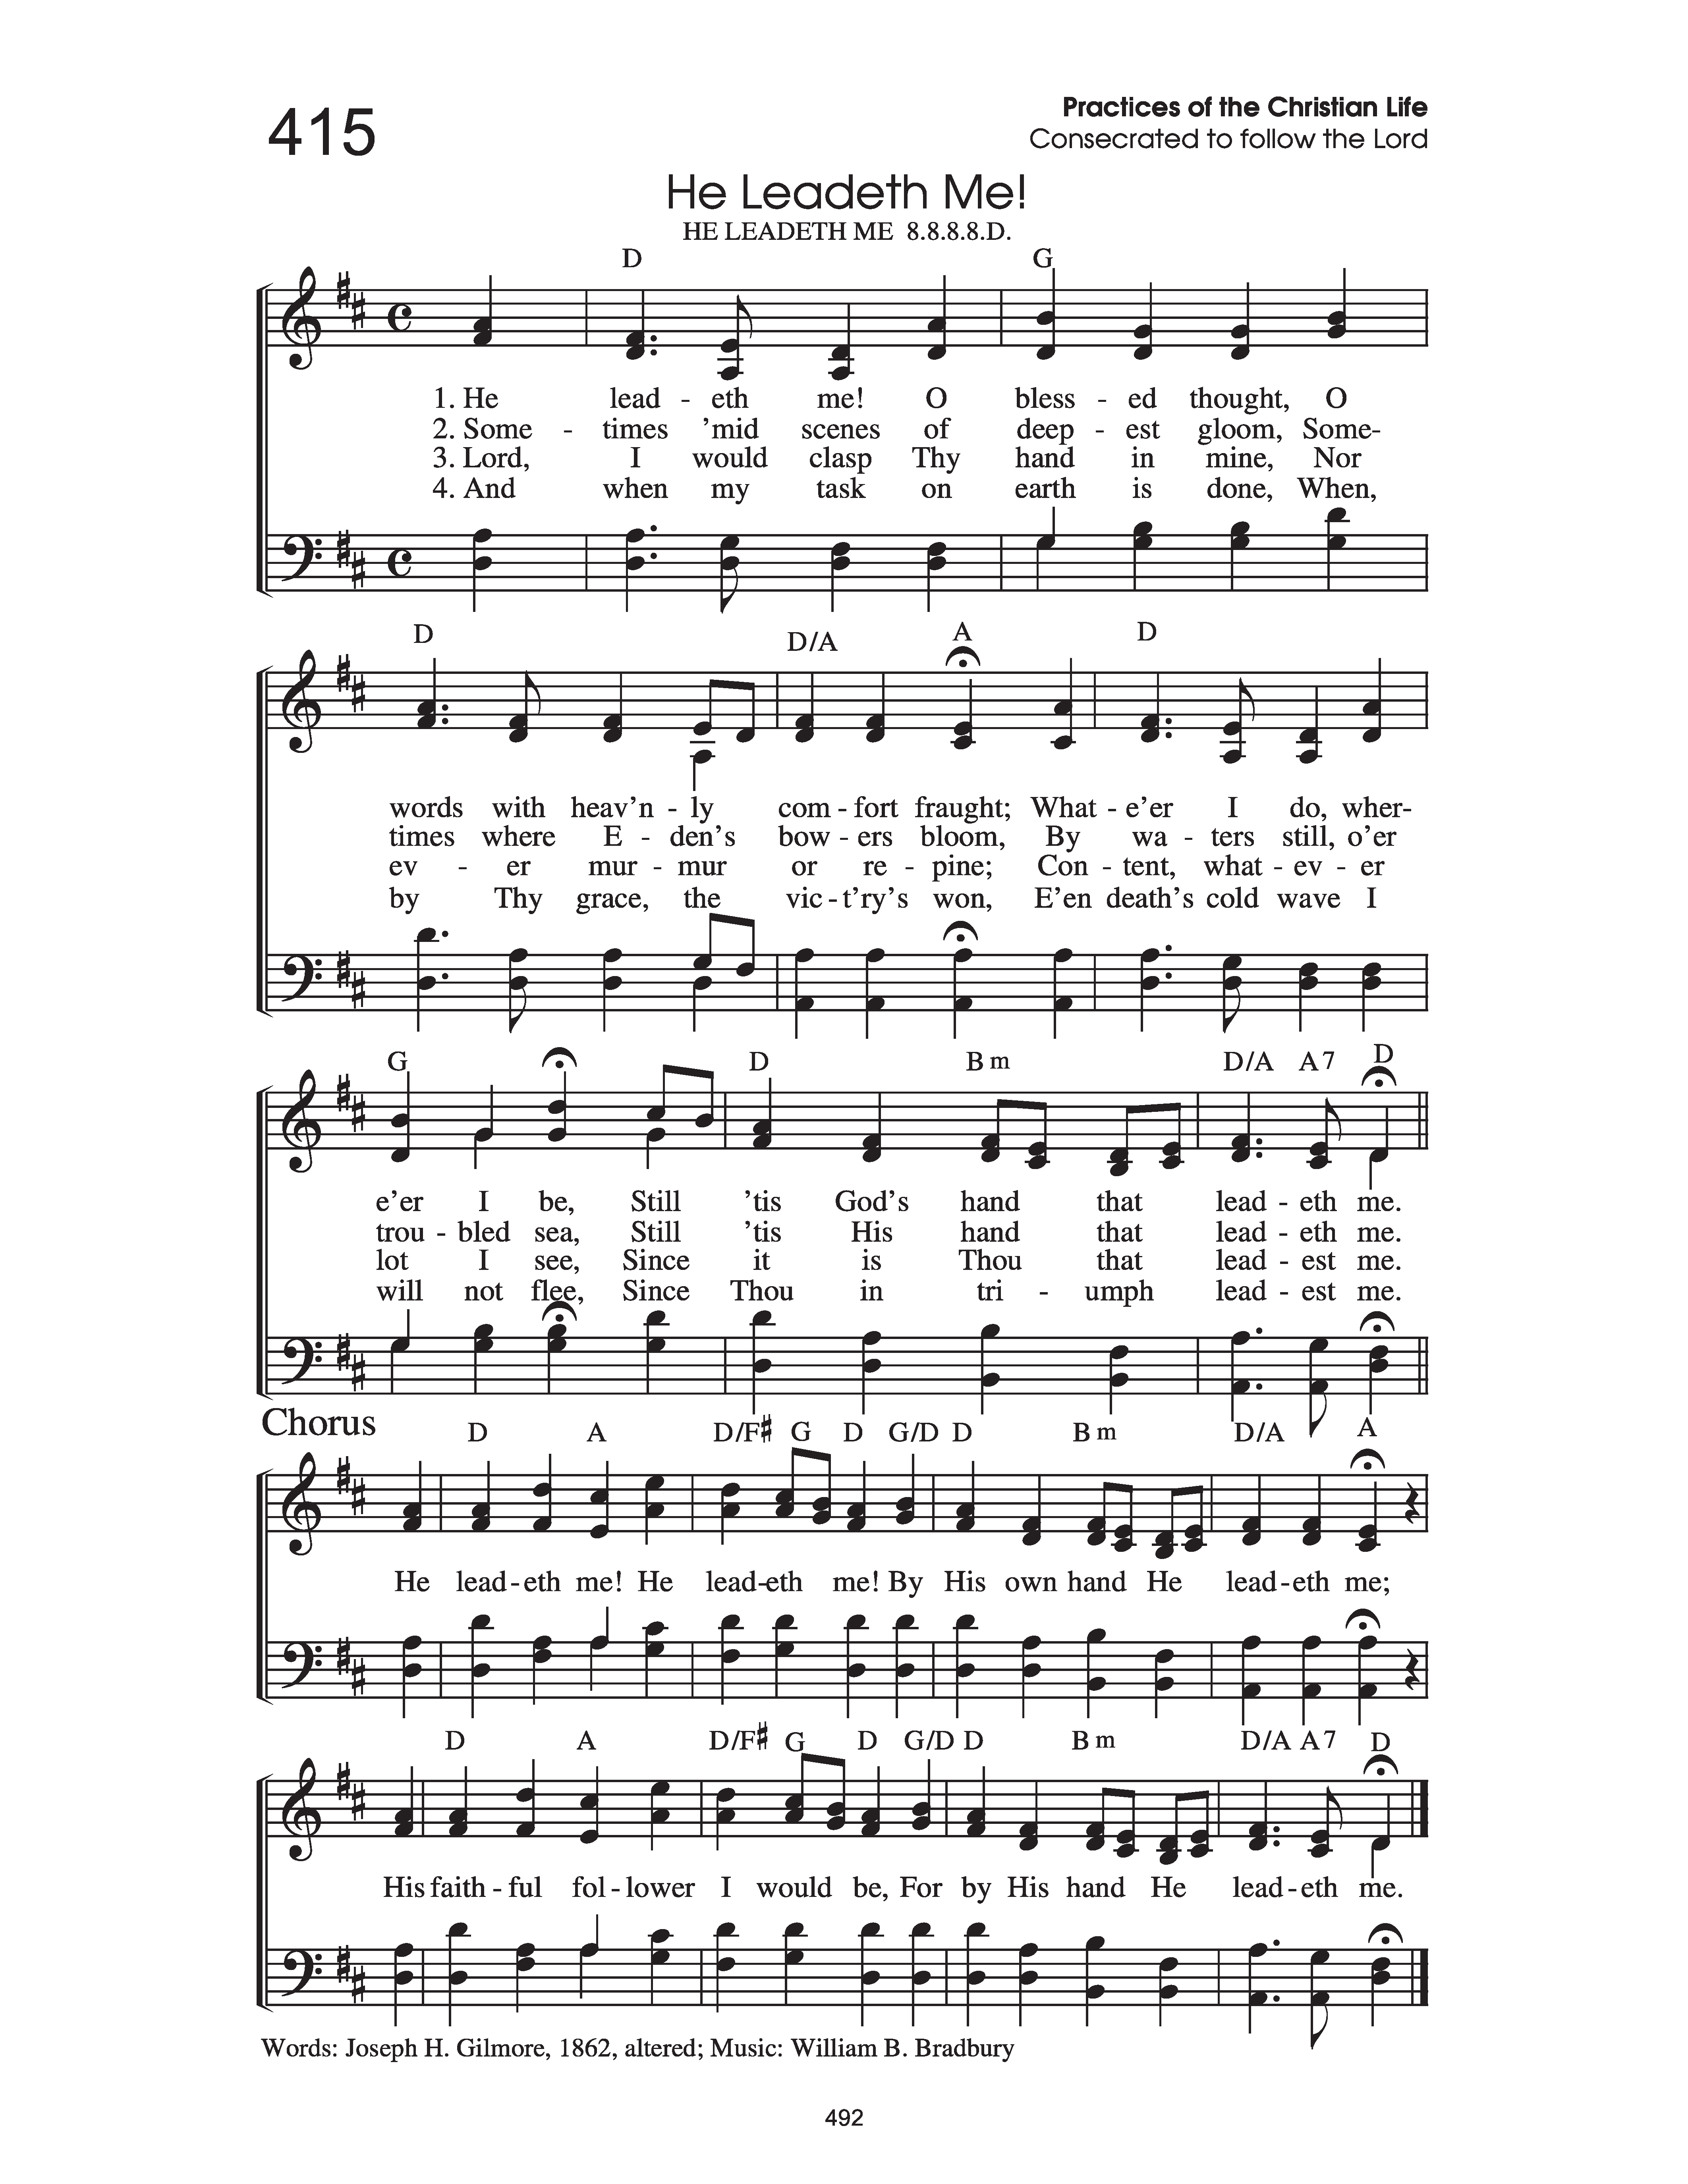 415
Practices of the Christian Life
Consecrated to follow the Lord
He Leadeth Me!
HE LEADETH ME 8.8.8.8.D.
D G
1. He lead - eth me! O bless - ed thought, O
2. Some - times ’mid scenes of deep - est gloom, Some-
3. Lord, I would clasp Thy hand in mine, Nor
4. And when my task on earth is done, When,
D D/A A D
words with heav’n - ly com - fort fraught; What - e’er I do, wher-
times where E - den’s bow - ers bloom, By wa - ters still, o’er
ev - er mur - mur or re - pine; Con - tent, what - ev - er
by Thy grace, the vic - t’ry’s won, E’en death’s cold wave I
G D Bm D/A A7 D
e’er I be, Still ’tis God’s hand that lead - eth me.
trou - bled sea, Still ’tis His hand that lead - eth me.
lot I see, Since it is Thou that lead - est me.
will not flee, Since Thou in tri - umph lead - est me.
Chorus
D A D/F♯ G D G/D D Bm D/A A
He lead - eth me! He lead-eth me! By His own hand He lead - eth me;
D A D/F♯ G D G/D D Bm D/A A7 D
His faith - ful fol - lower I would be, For by His hand He lead - eth me.
Words: Joseph H. Gilmore, 1862, altered; Music: William B. Bradbury
492